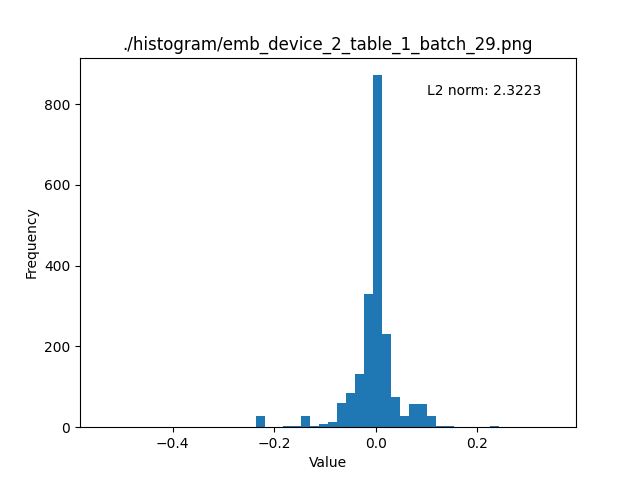 ./histogram/emb_device_2_table_1_batch_29.png
L2 norm: 2.3223
800
600
400
200
0
Frequency
−0.4
−0.2
0.0
0.2
Value